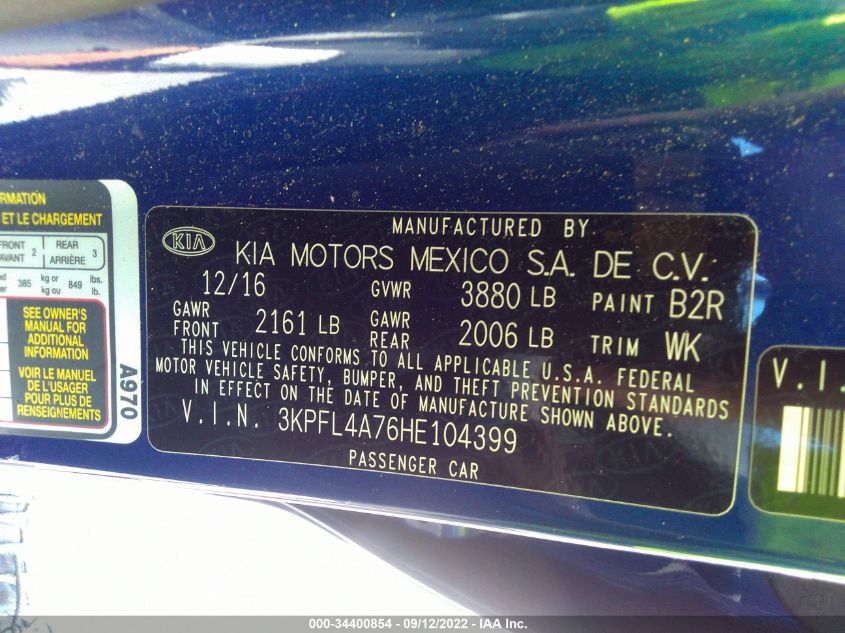 RMATION
ET LE CHARGEMENT
FRONT
AVANT 2
REAR
ARRIÈRE 3
385 kg or
kg ou 849 lbs.
lb.
SEE OWNER'S
MANUAL FOR
ADDITIONAL
INFORMATION
VOIR LE MANUEL
DE L'USAGER
POUR PLUS DE
RENSEIGNEMENTS
A970
MANUFACTURED BY
KIA KIA MOTORS MEXICO S.A. DE C.V.
12/16 GVWR 3880 LB PAINT B2R
GAWR
FRONT 2161 LB GAWR
REAR 2006 LB TRIM WK
THIS VEHICLE CONFORMS TO ALL APPLICABLE U.S.A. FEDERAL
MOTOR VEHICLE SAFETY, BUMPER, AND THEFT PREVENTION STANDARDS
IN EFFECT ON THE DATE OF MANUFACTURE SHOWN ABOVE.
V.I.N. 3KPFL4A76HE104399
PASSENGER CAR
V.I.
000-34400854 - 09/12/2022 - IAA Inc.